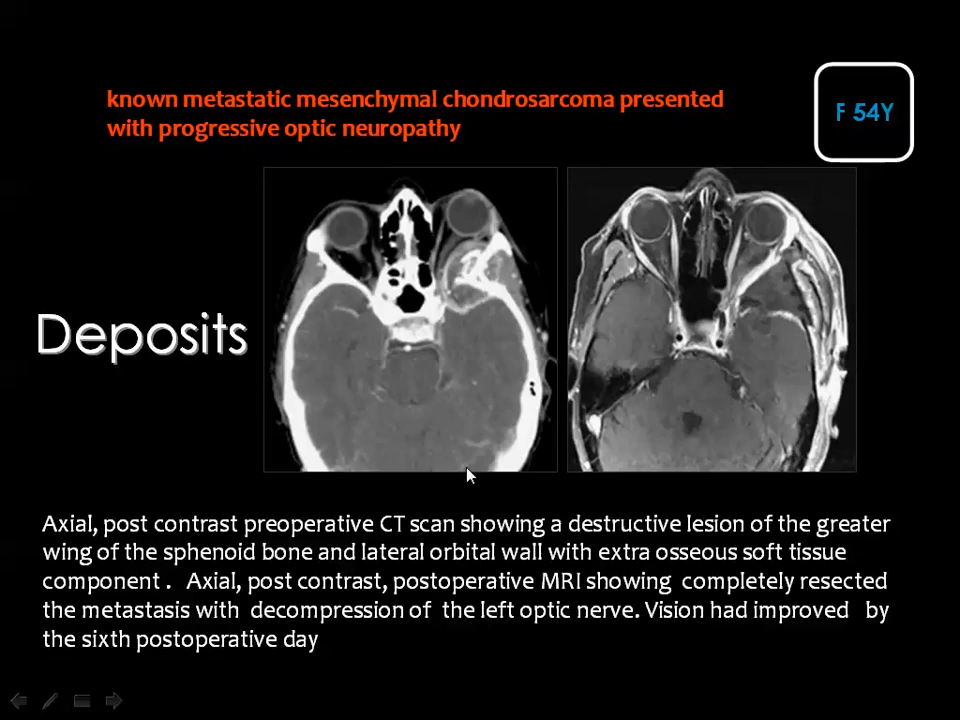 known metastatic mesenchymal chondrosarcoma presented
with progressive optic neuropathy
F 54Y
Deposits
Axial, post contrast preoperative CT scan showing a destructive lesion of the greater
wing of the sphenoid bone and lateral orbital wall with extra osseous soft tissue
component . Axial, post contrast, postoperative MRI showing completely resected
the metastasis with decompression of the left optic nerve. Vision had improved by
the sixth postoperative day